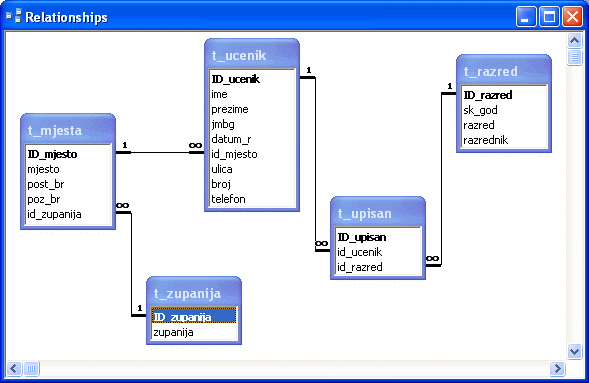 Relationships
t_ucenik
ID_ucenik
ime
prezime
jmbg
datum_r
id_mjesto
ulica
broj
telefon
t_razred
ID_razred
sk_god
razred
razrednik
t_mjesta
ID_mjesto
mjesto
post_br
poz_br
id_zupanija
t_upisan
ID_upisan
id_ucenik
id_razred
t_zupanija
ID_zupanija
zupanija
1
∞
1
∞
1
∞
∞
1